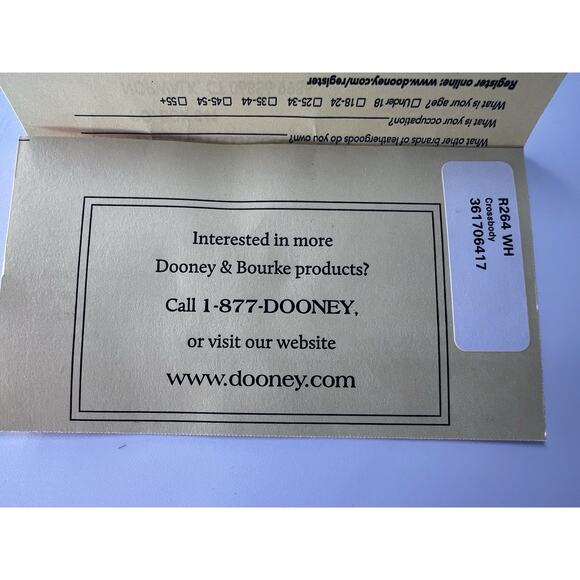 Register online: www.dooney.com/register
What is your age? ☐ Under 18 ☐ 18-24 ☐ 25-34 ☐ 35-44 ☐ 45-54 ☐ 55+
What is your occupation?
What other brands of leathergoods do you own?
Interested in more
Dooney & Bourke products?
Call 1-877-DOONEY,
or visit our website
www.dooney.com
R264 WH
Crossbody
361706417